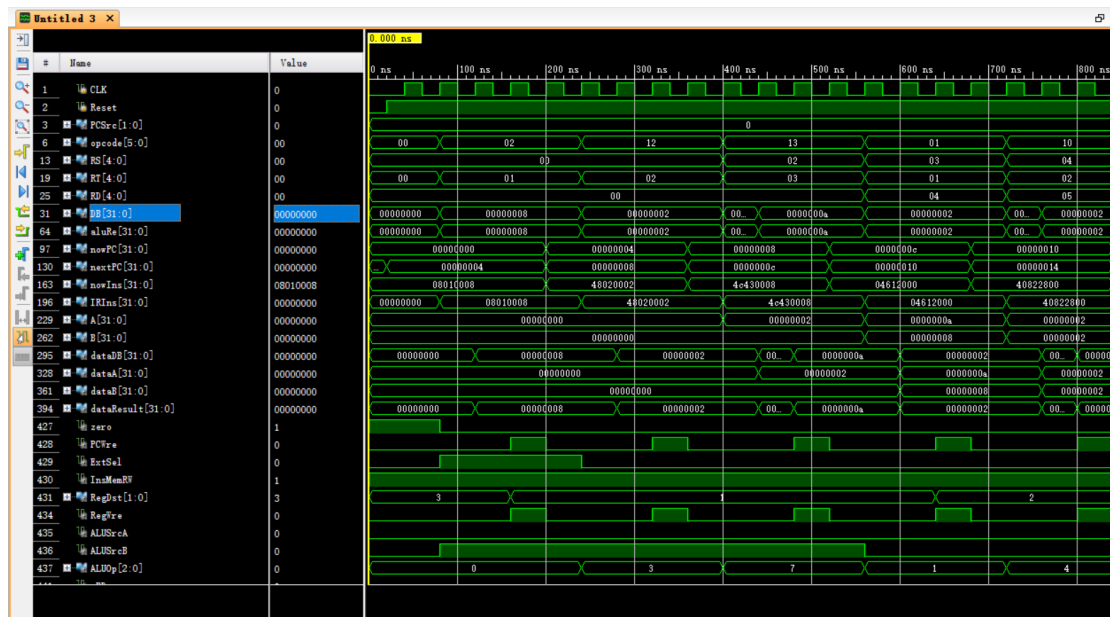 Untitled 3 ×
0.000 ns
# Name Value
0 ns 100 ns 200 ns 300 ns 400 ns 500 ns 600 ns 700 ns 800 ns
1 CLK 0
2 Reset 0
3 PCSrc[1:0] 0 0
6 opcode[5:0] 00 00 02 12 13 01 10
13 RS[4:0] 00 00 02 03 04
19 RT[4:0] 00 00 01 02 03 01 02
25 RD[4:0] 00 00 04 05
31 DB[31:0] 00000000 00000000 00000008 00000002 00... 0000000a 00000002 00... 00000002
64 aluRe[31:0] 00000000 00000000 00000008 00000002 00... 0000000a 00000002 00... 00000002
97 nowPC[31:0] 00000000 00000000 00000004 00000008 0000000c 00000010
130 nextPC[31:0] 00000000 ... 00000004 00000008 0000000c 00000010 00000014
163 nowIns[31:0] 08010008 08010008 48020002 4c430008 04612000 40822800
196 IRIns[31:0] 00000000 00000000 08010008 48020002 4c430008 04612000 40822800
229 A[31:0] 00000000 00000000 00000002 0000000a 00000002
262 B[31:0] 00000000 00000000 00000008 00000002
295 dataDB[31:0] 00000000 00000000 00000008 00000002 00... 0000000a 00000002 00... 00000
328 dataA[31:0] 00000000 00000000 00000002 0000000a 00000002
361 dataB[31:0] 00000000 00000000 00000008 00000002
394 dataResult[31:0] 00000000 00000000 00000008 00000002 00... 0000000a 00000002 00... 00000
427 zero 1
428 PCWre 0
429 ExtSel 0
430 InsMemRW 1
431 RegDst[1:0] 3 3 1 2
434 RegWre 0
435 ALUSrcA 0
436 ALUSrcB 0
437 ALUOp[2:0] 0 0 3 7 1 4